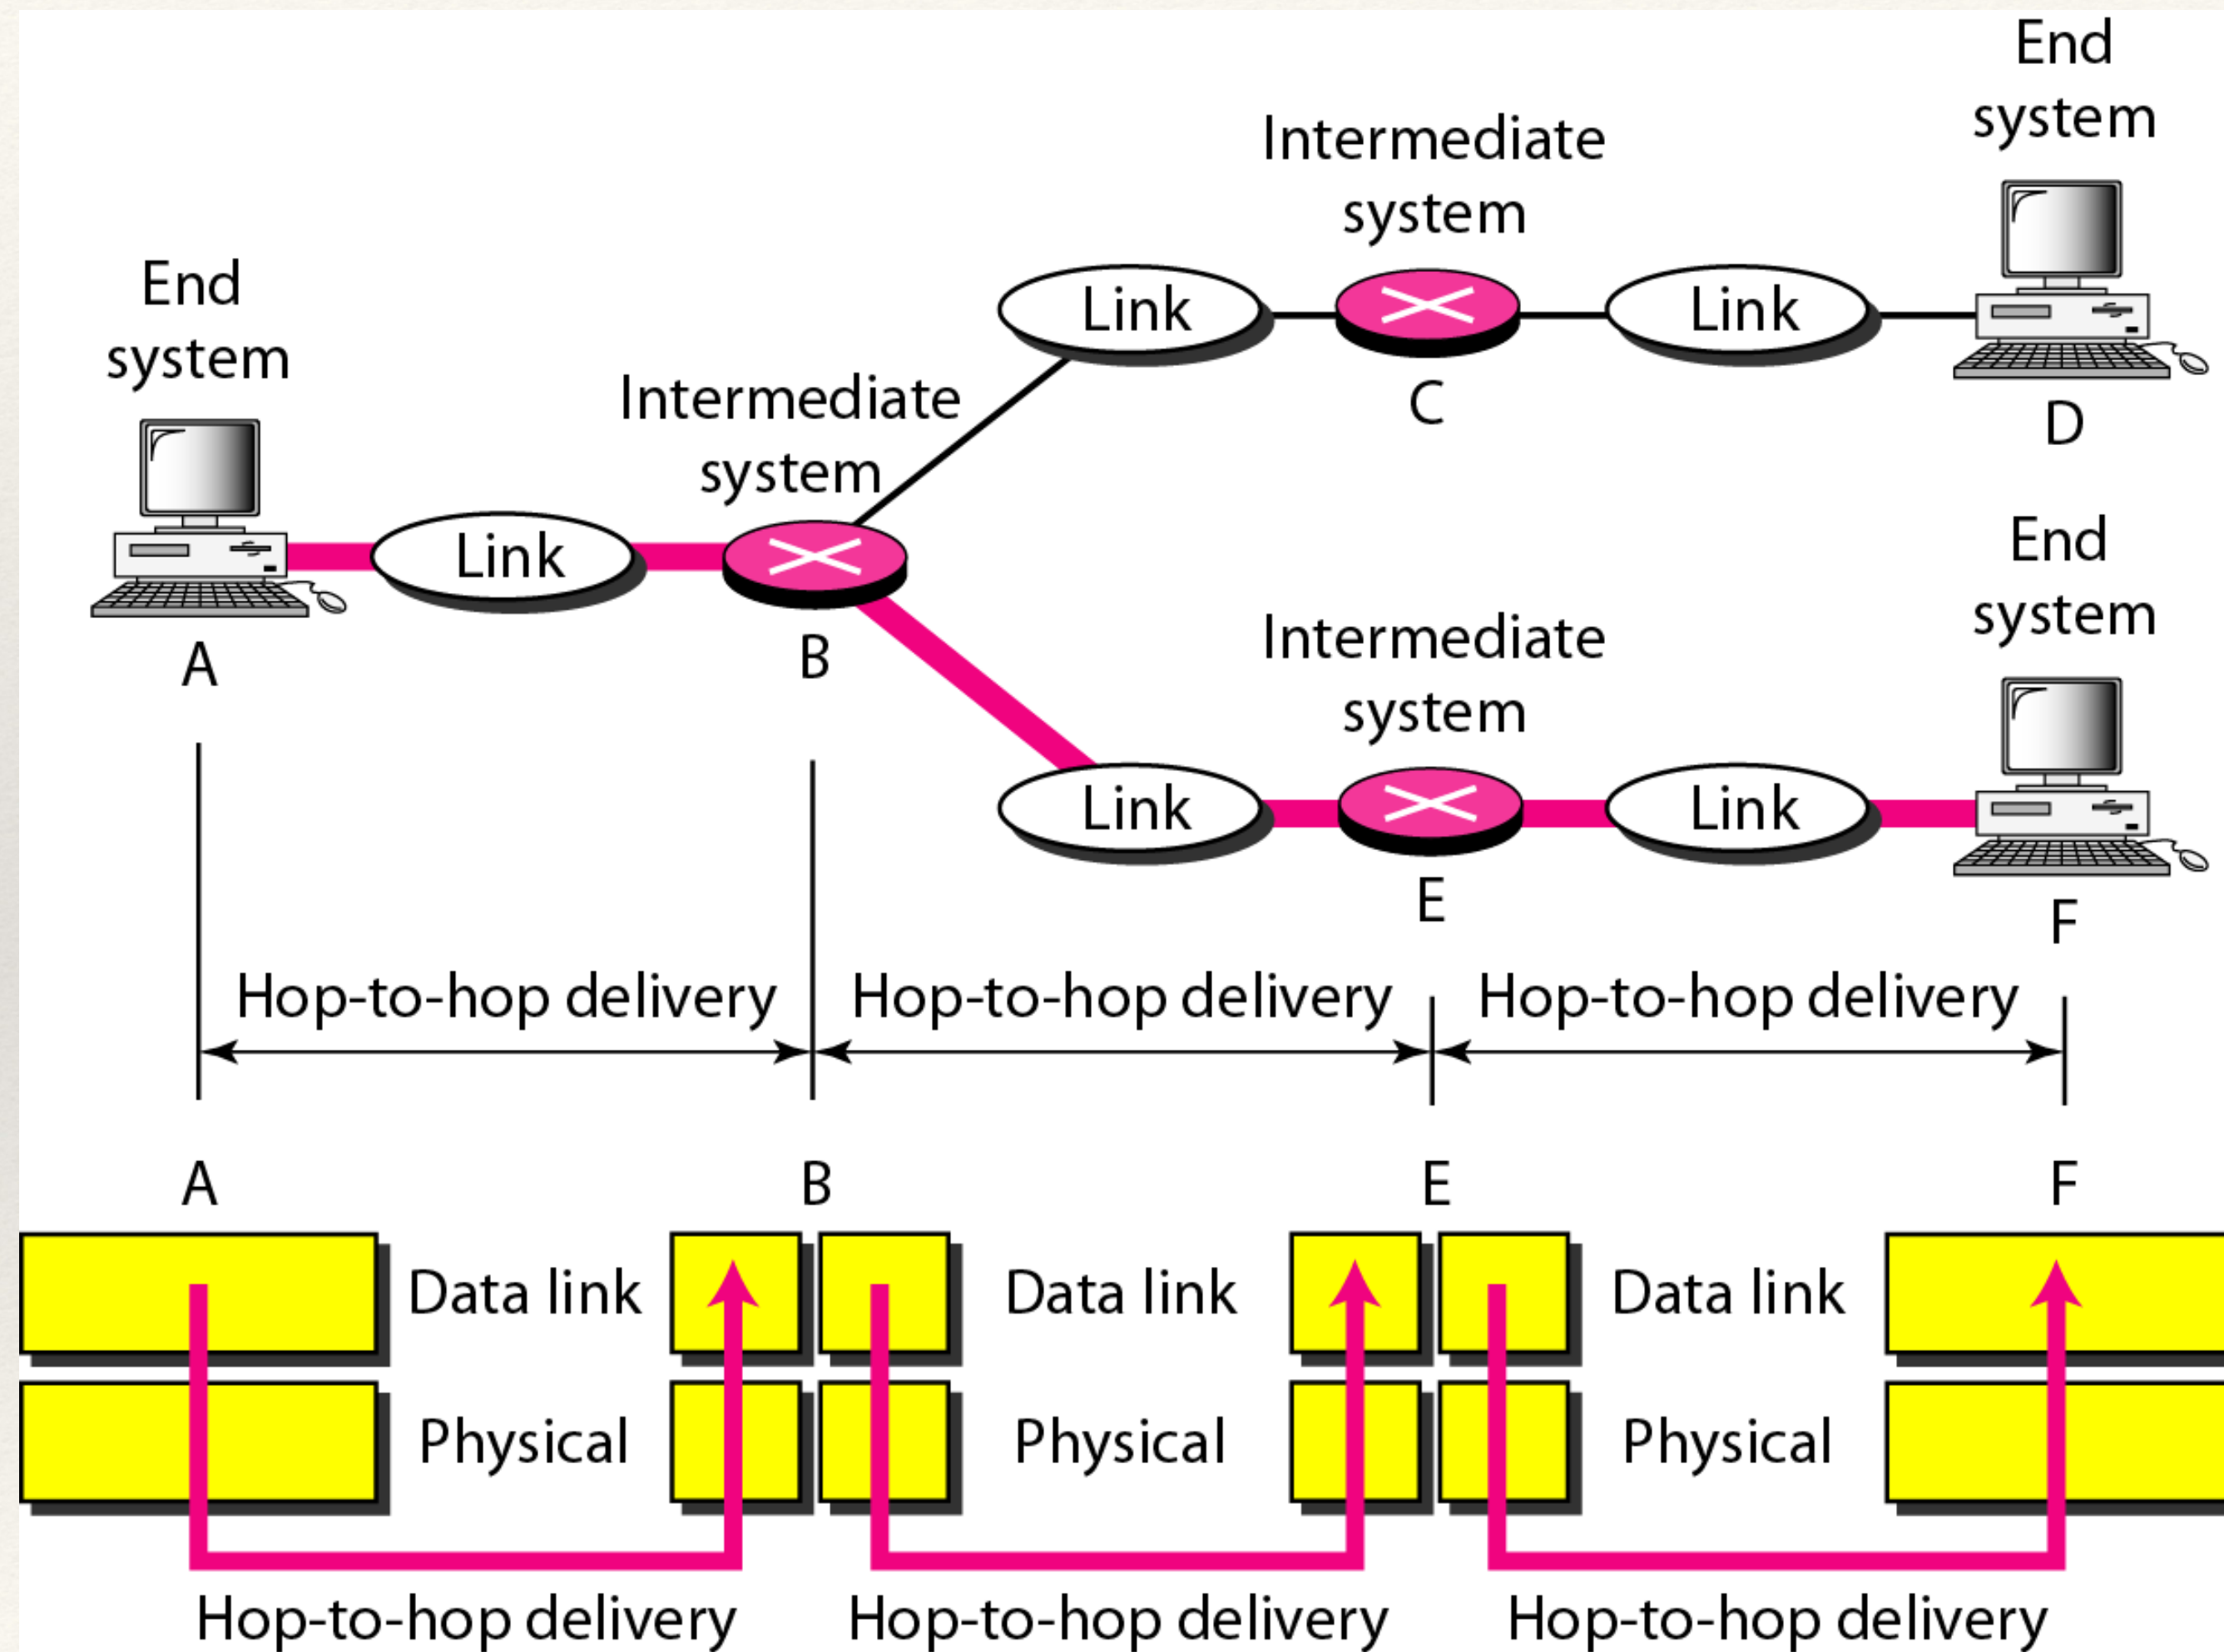 End
system
Intermediate
system
End
system
Link
Link
Intermediate
system
C
D
Link
A
B
End
system
Intermediate
system
Link
Link
E
F
Hop-to-hop delivery
Hop-to-hop delivery
Hop-to-hop delivery
A
B
E
F
Data link
Data link
Data link
Physical
Physical
Physical
Hop-to-hop delivery
Hop-to-hop delivery
Hop-to-hop delivery